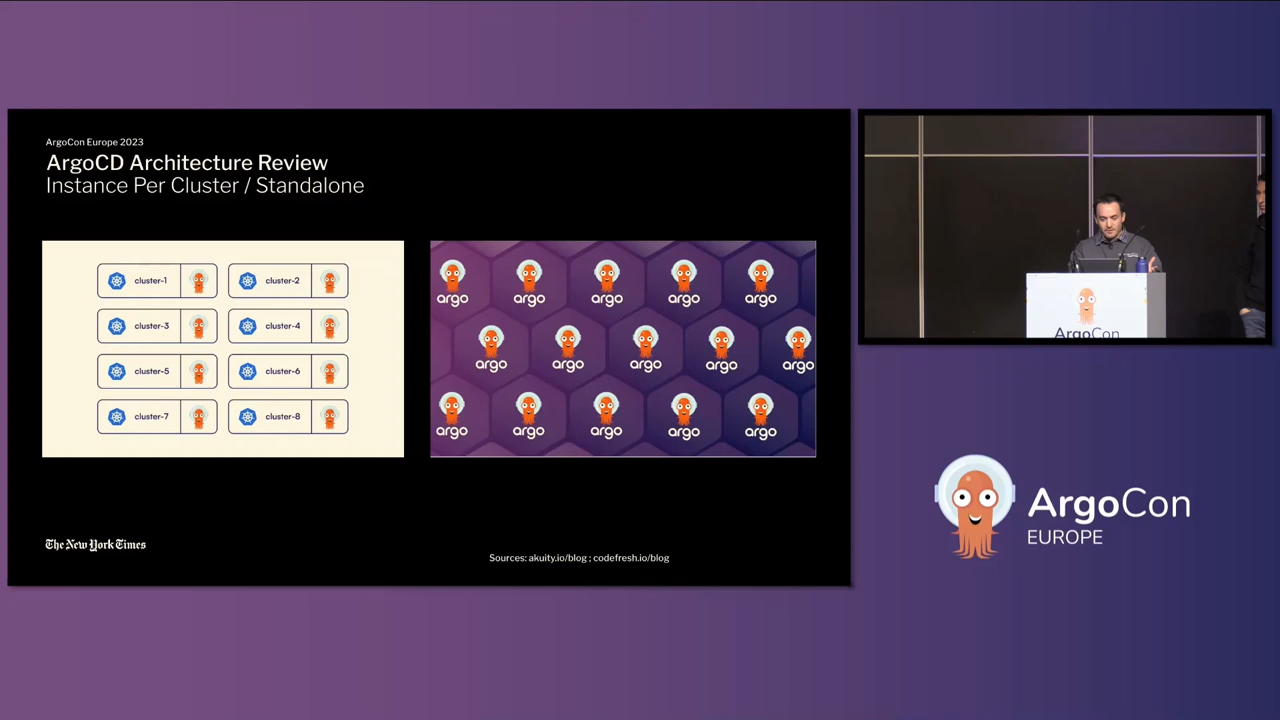 ArgoCon Europe 2023
ArgoCD Architecture Review
Instance Per Cluster / Standalone
cluster-1
cluster-2
cluster-3
cluster-4
cluster-5
cluster-6
cluster-7
cluster-8
argo argo argo argo argo
argo argo argo argo argo
argo argo argo argo argo
The New York Times
Sources: akuity.io/blog ; codefresh.io/blog
ArgoCon
ArgoCon
EUROPE